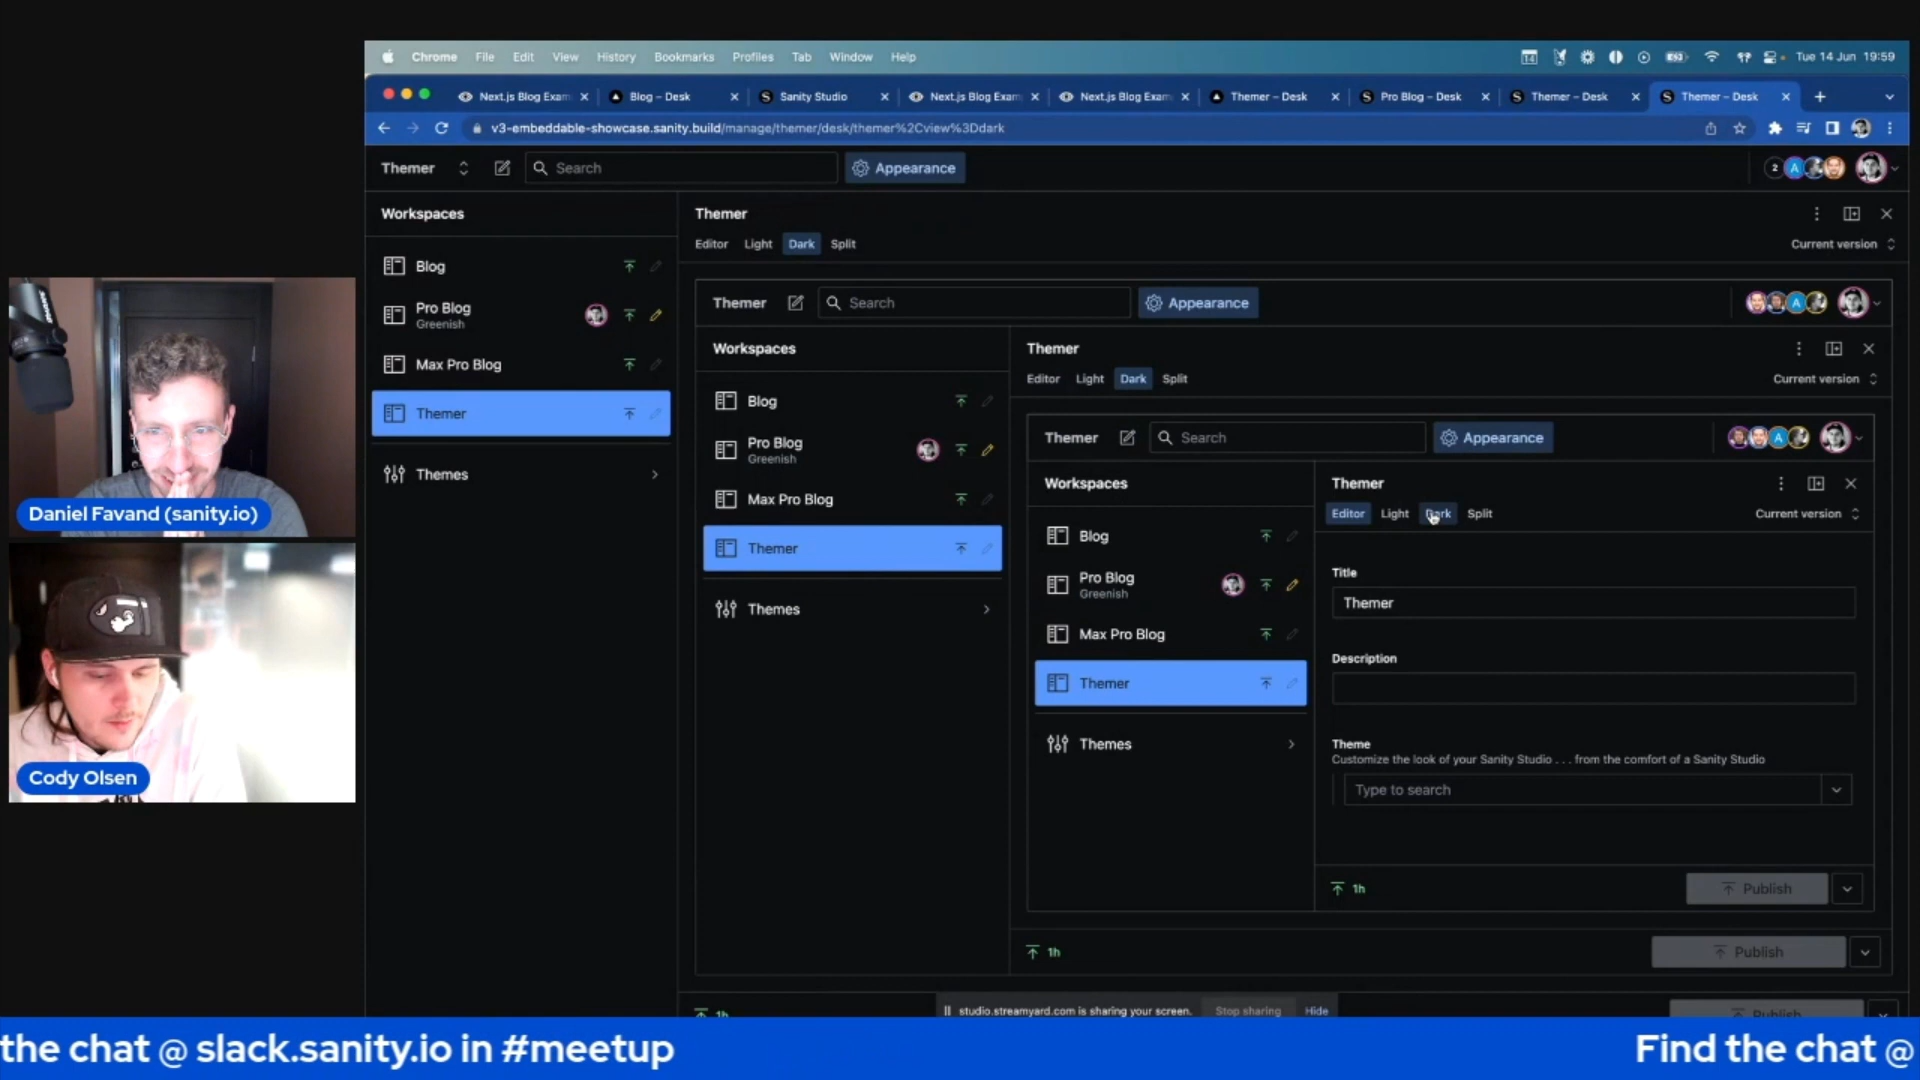 Chrome File Edit View History Bookmarks Profiles Tab Window Help
14 Tue 14 Jun 19:59
Next.js Blog Exam Blog – Desk Sanity Studio Next.js Blog Exam Next.js Blog Exam Themer – Desk Pro Blog – Desk Themer – Desk Themer – Desk
v3-embeddable-showcase.sanity.build/manage/themer/desk/themer%2Cview%3Ddark
Themer Search Appearance
2 A
Workspaces
Blog
Pro Blog
Greenish
Max Pro Blog
Themer
Themes
Themer
Editor Light Dark Split
Current version
Themer Search Appearance
A
Workspaces
Blog
Pro Blog
Greenish
Max Pro Blog
Themer
Themes
Themer
Editor Light Dark Split
Current version
Themer Search Appearance
A
Workspaces
Blog
Pro Blog
Greenish
Max Pro Blog
Themer
Themes
Themer
Editor Light Dark Split
Current version
Title
Themer
Description
Theme
Customize the look of your Sanity Studio . . . from the comfort of a Sanity Studio
Type to search
1h
Publish
1h
Publish
1h
Publish
studio.streamyard.com is sharing your screen. Stop sharing Hide
Daniel Favand (sanity.io)
Cody Olsen
the chat @ slack.sanity.io in #meetup
Find the chat @